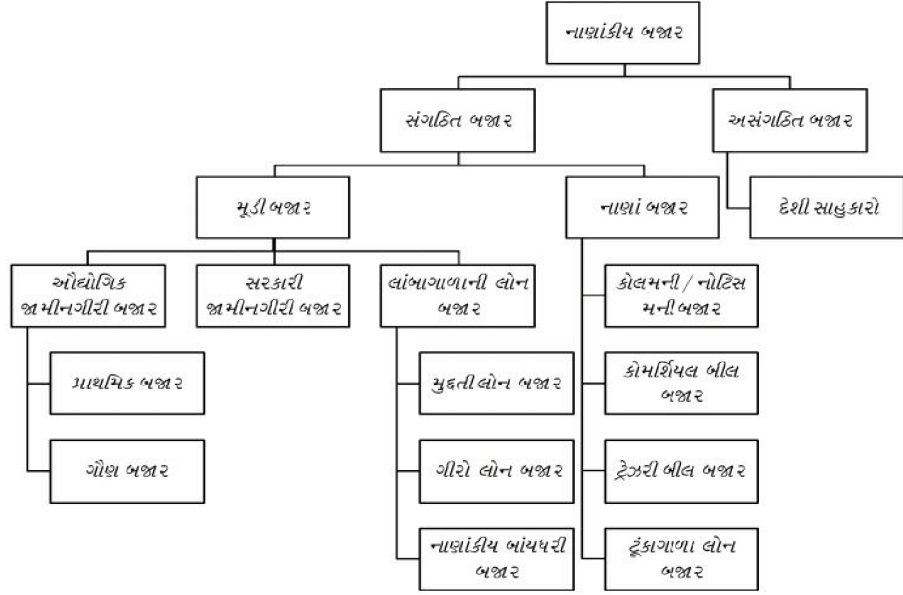 નાણાંકીય બજાર
સંગઠિત બજાર
અસંગઠિત બજાર
મૂડી બજાર
નાણાં બજાર
દેશી સાહુકારો
ઔદ્યોગિક
જામીનગીરી બજાર
સરકારી
જામીનગીરી બજાર
લાંબાગાળાની લોન
બજાર
કોલમની / નોટિસ
મની બજાર
પ્રાથમિક બજાર
મુદ્દતી લોન બજાર
કોમર્શિયલ બીલ
બજાર
ગૌણ બજાર
ગીરો લોન બજાર
ટ્રેઝરી બીલ બજાર
નાણાંકીય બાંયધરી
બજાર
ટૂંકાગાળા લોન
બજાર